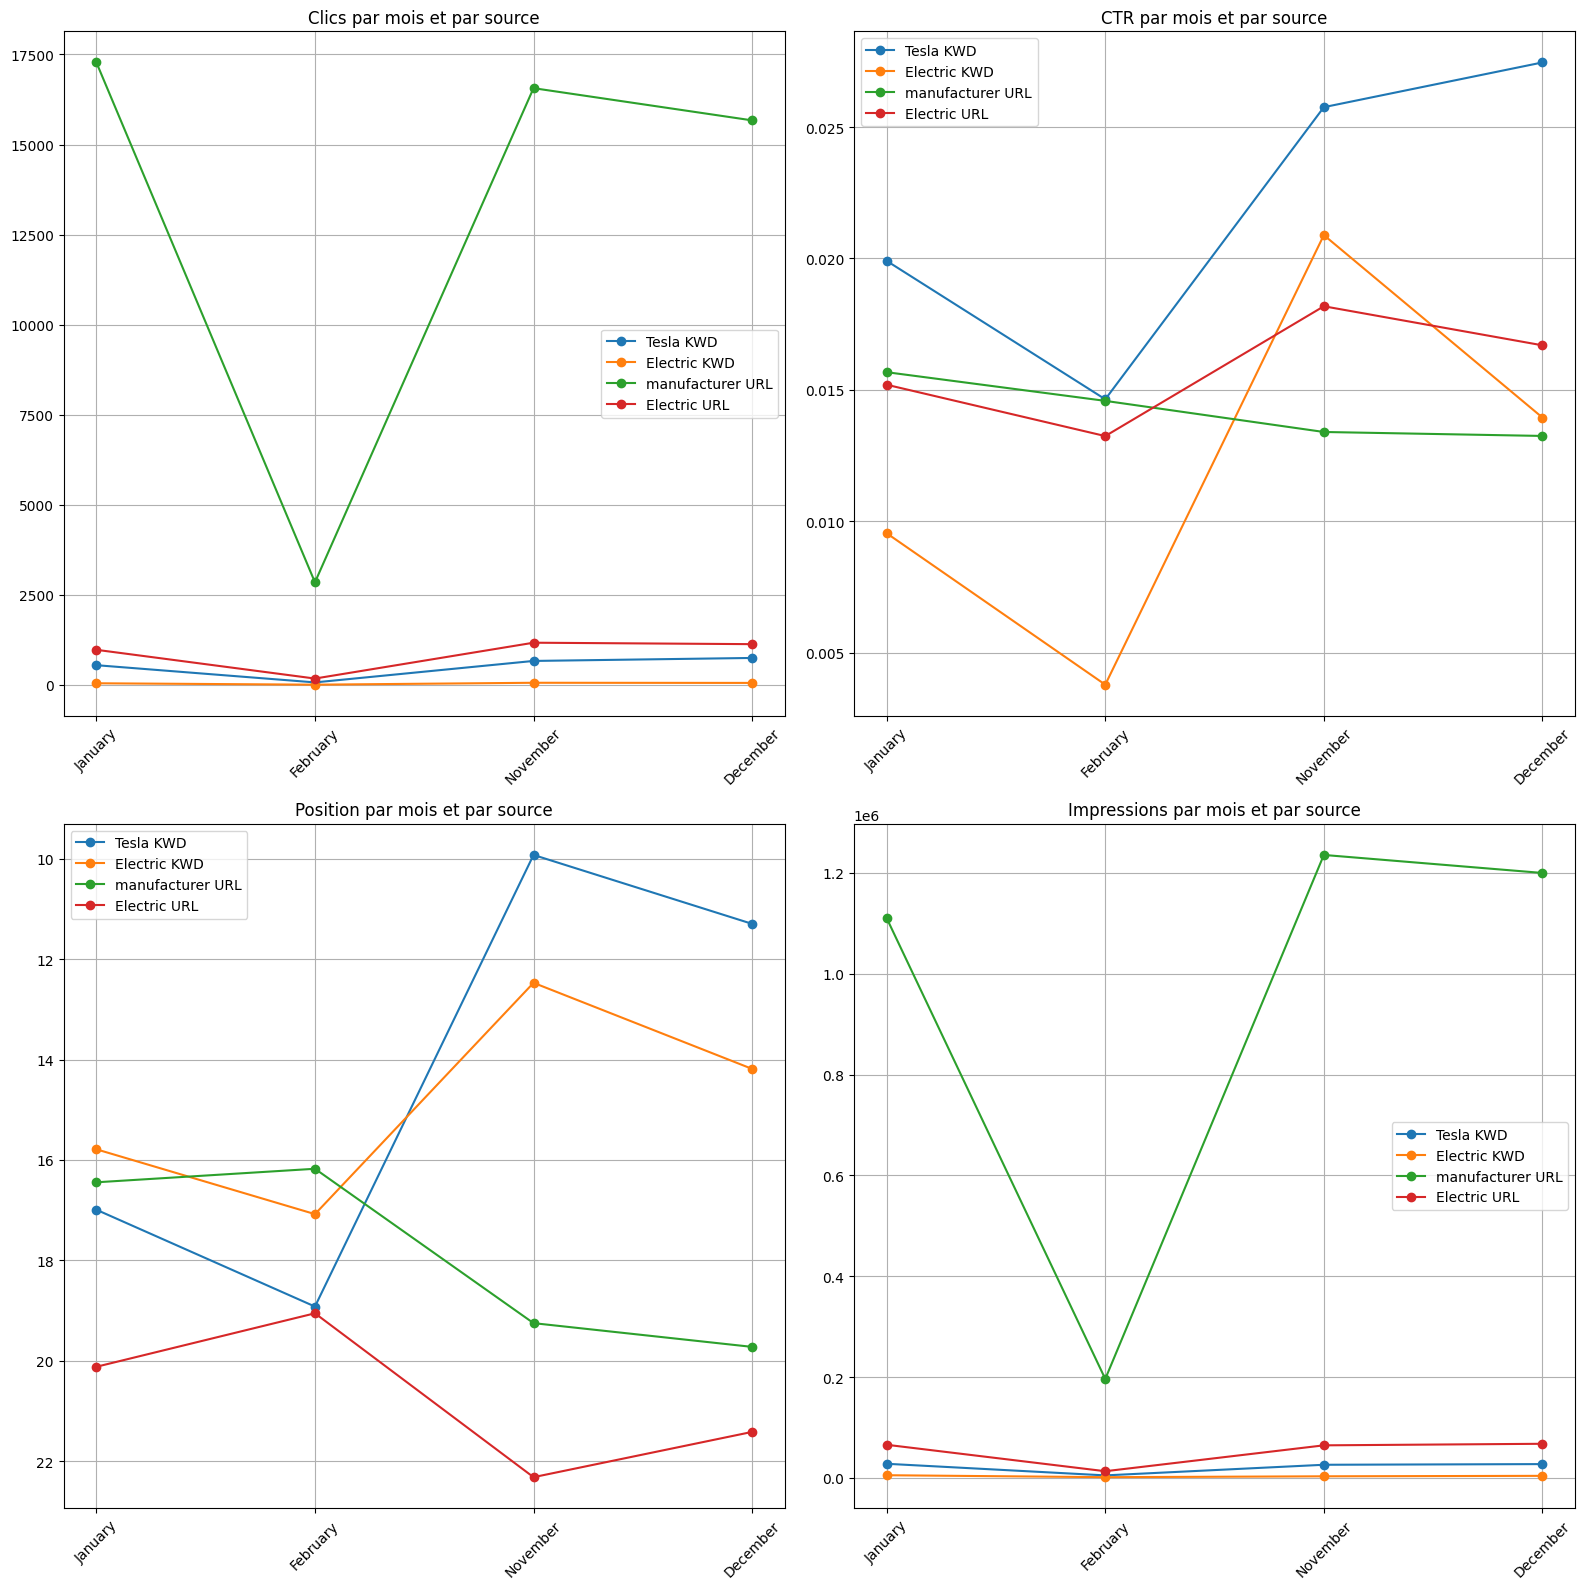 Clics par mois et par source
17500
15000
12500
10000
7500
5000
2500
0
Tesla KWD
Electric KWD
manufacturer URL
Electric URL
January
February
November
December
CTR par mois et par source
Tesla KWD
Electric KWD
manufacturer URL
Electric URL
0.025
0.020
0.015
0.010
0.005
January
February
November
December
Position par mois et par source
Tesla KWD
Electric KWD
manufacturer URL
Electric URL
10
12
14
16
18
20
22
January
February
November
December
Impressions par mois et par source
1e6
1.2
1.0
0.8
0.6
0.4
0.2
0.0
Tesla KWD
Electric KWD
manufacturer URL
Electric URL
January
February
November
December